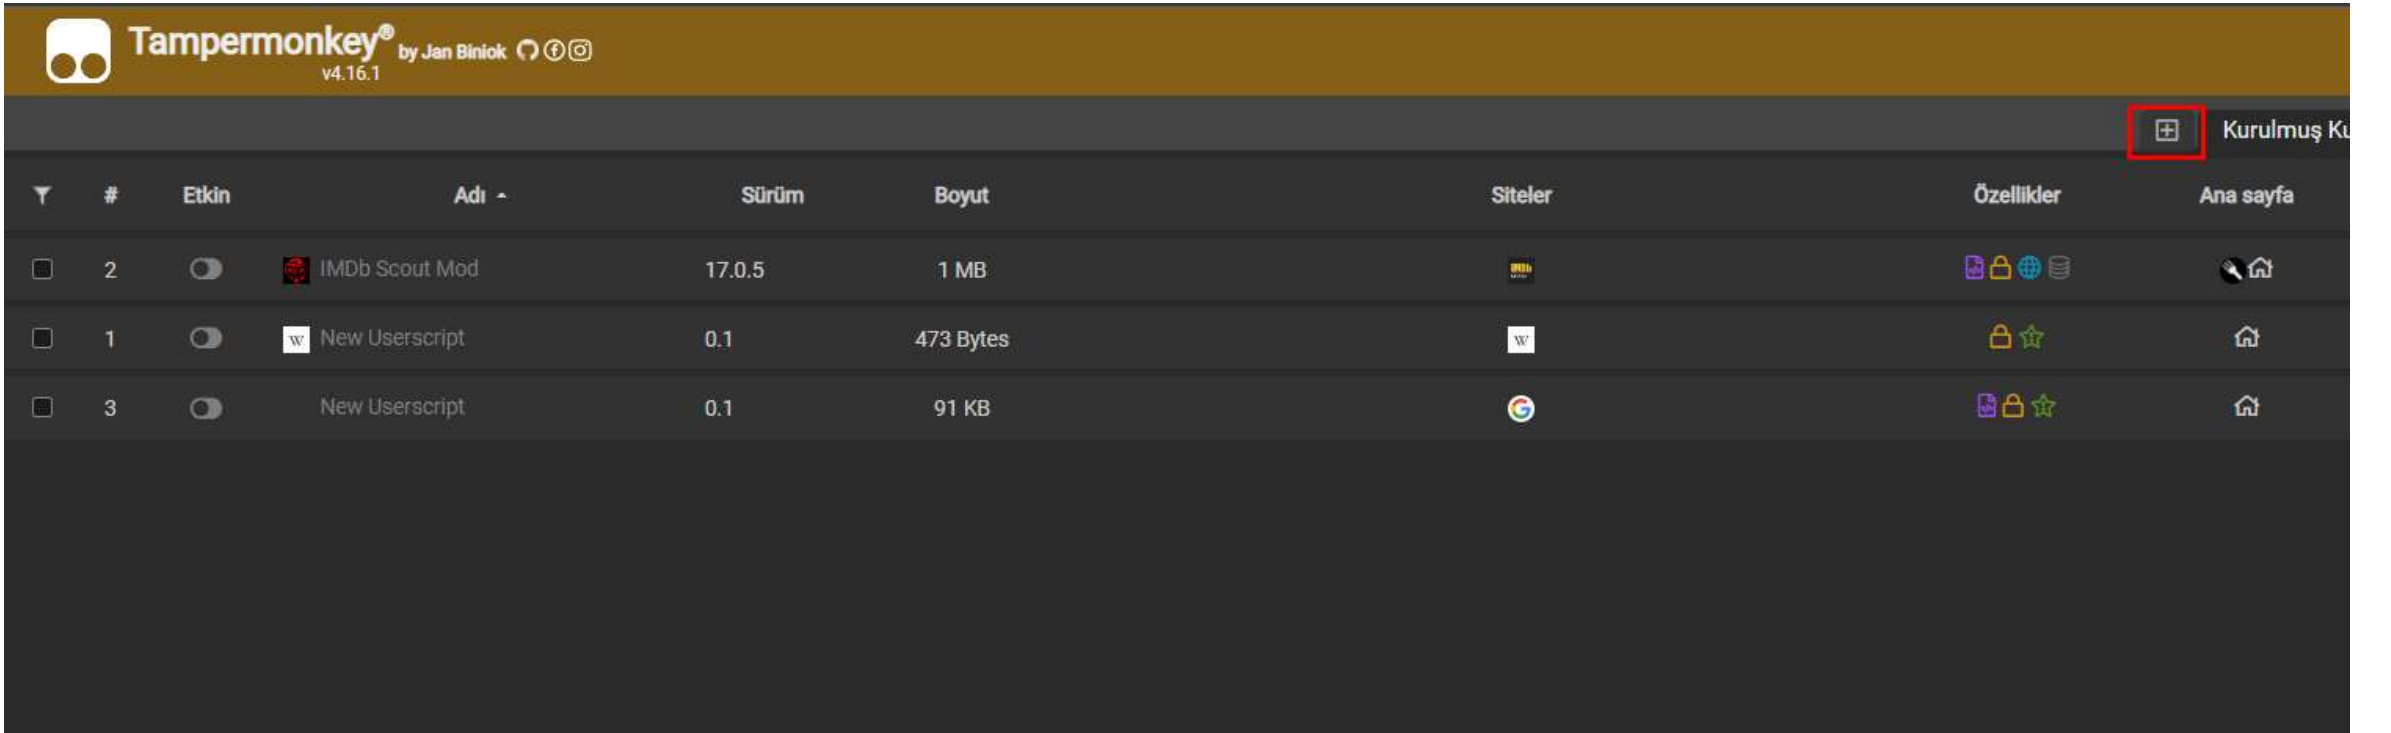 Tampermonkey® by Jan Biniok
v4.16.1
Kurulmuş Ku
# Etkin Adı Sürüm Boyut Siteler Özellikler Ana sayfa
2 IMDb Scout Mod 17.0.5 1 MB
1 W New Userscript 0.1 473 Bytes W
3 New Userscript 0.1 91 KB G